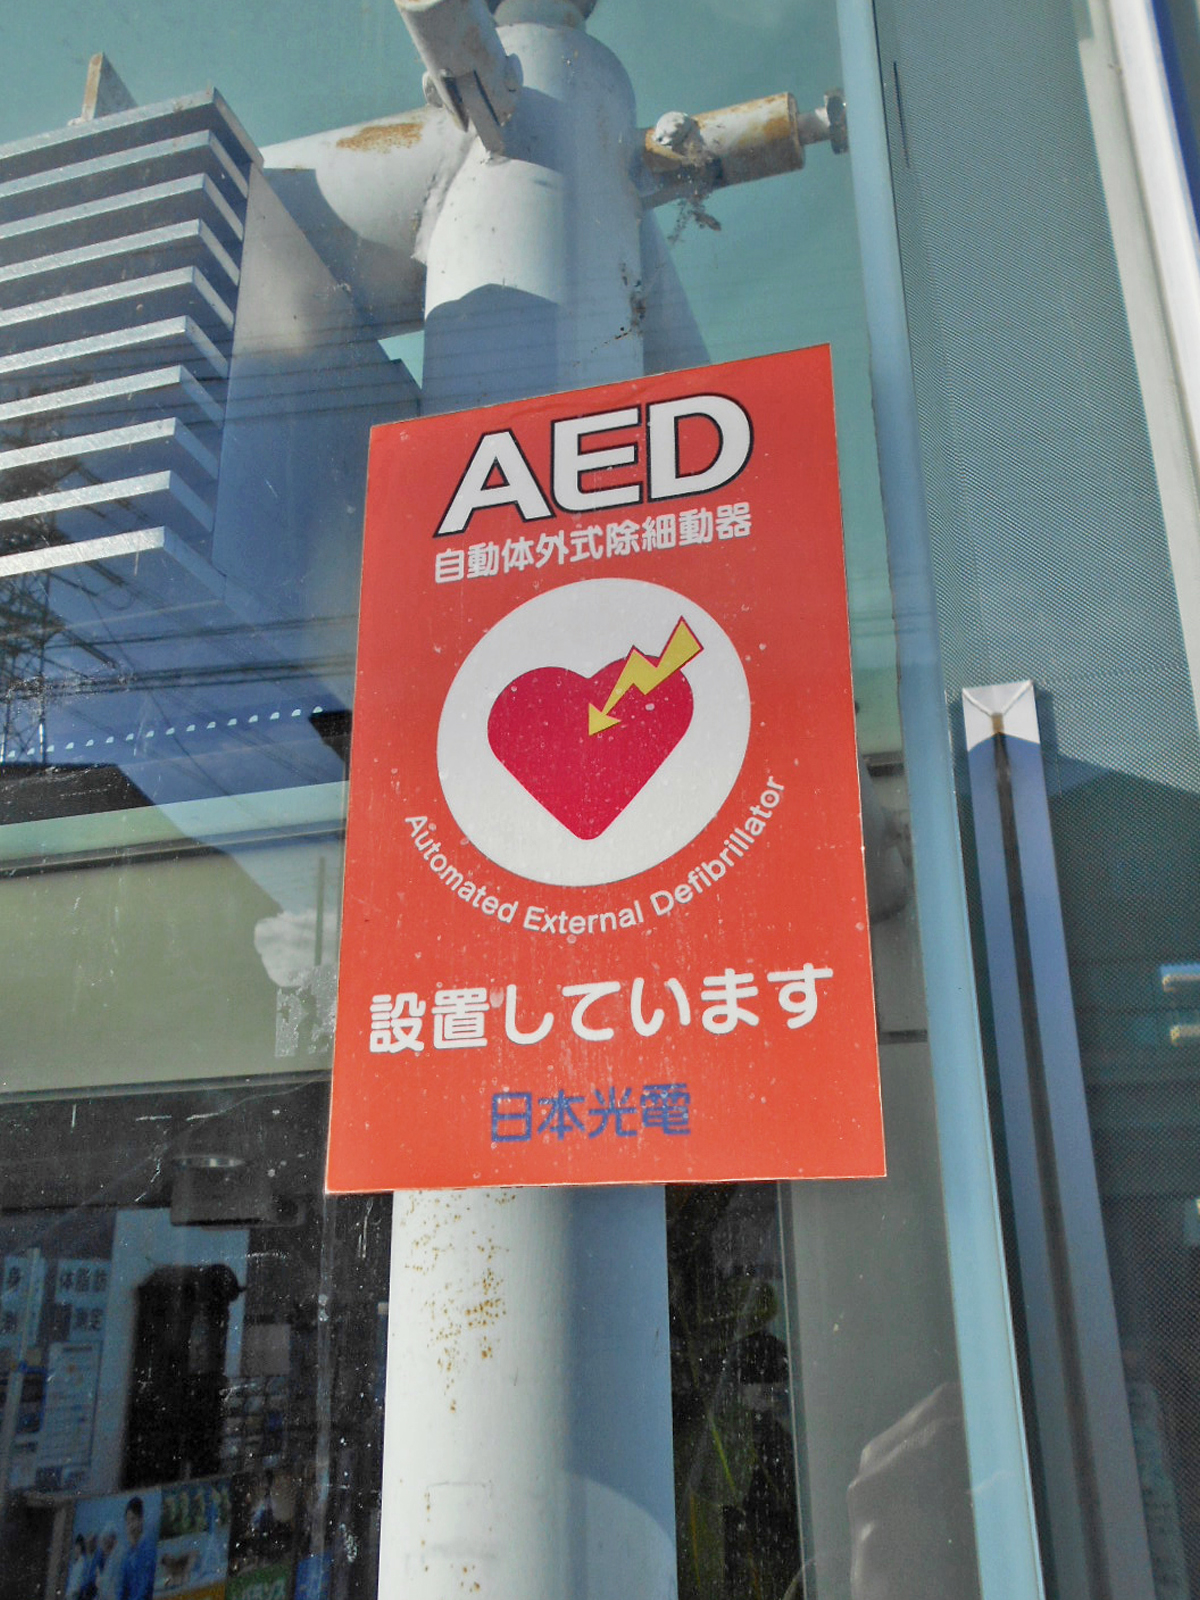 AED
自動体外式除細動器
Automated External Defibrillator
設置しています
日本光電